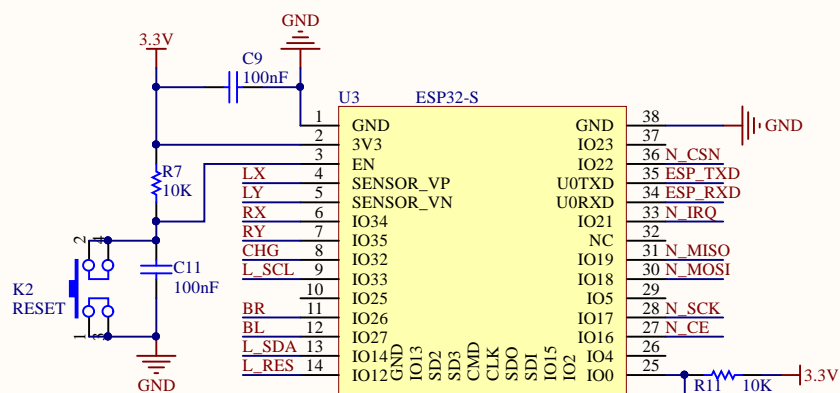 GND
3.3V
C9
100nF
U3 ESP32-S
1 GND GND 38 GND
2 3V3 IO23 37
3 EN IO22 36 N_CSN
R7
10K
LX 4 SENSOR_VP U0TXD 35 ESP_TXD
LY 5 SENSOR_VN U0RXD 34 ESP_RXD
RX 6 IO34 IO21 33 N_IRQ
RY 7 IO35 NC 32
CHG 8 IO32 IO19 31 N_MISO
L_SCL 9 IO33 IO18 30 N_MOSI
10 IO25 IO5 29
BR 11 IO26 IO17 28 N_SCK
BL 12 IO27 IO16 27 N_CE
L_SDA 13 IO14 IO4 26
L_RES 14 IO12 IO0 25
GND IO13 SD2 SD3 CMD CLK SDO SDI IO15 IO2
2 4
C11
100nF
K2
RESET
1 3
GND
R11 10K 3.3V